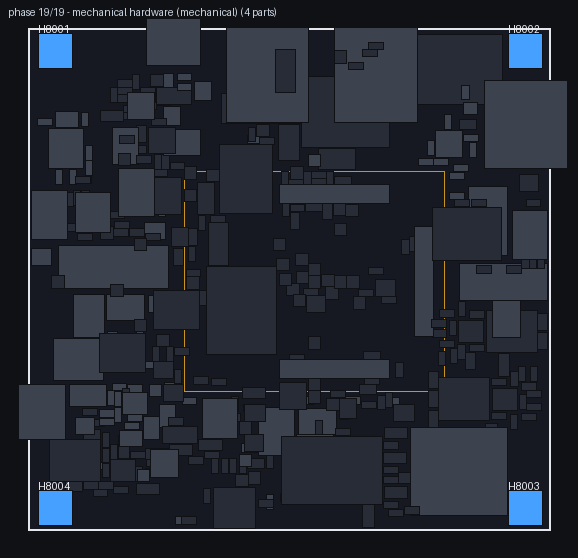 phase 19/19 - mechanical hardware (mechanical) (4 parts)
H8001
H8002
H8004
H8003